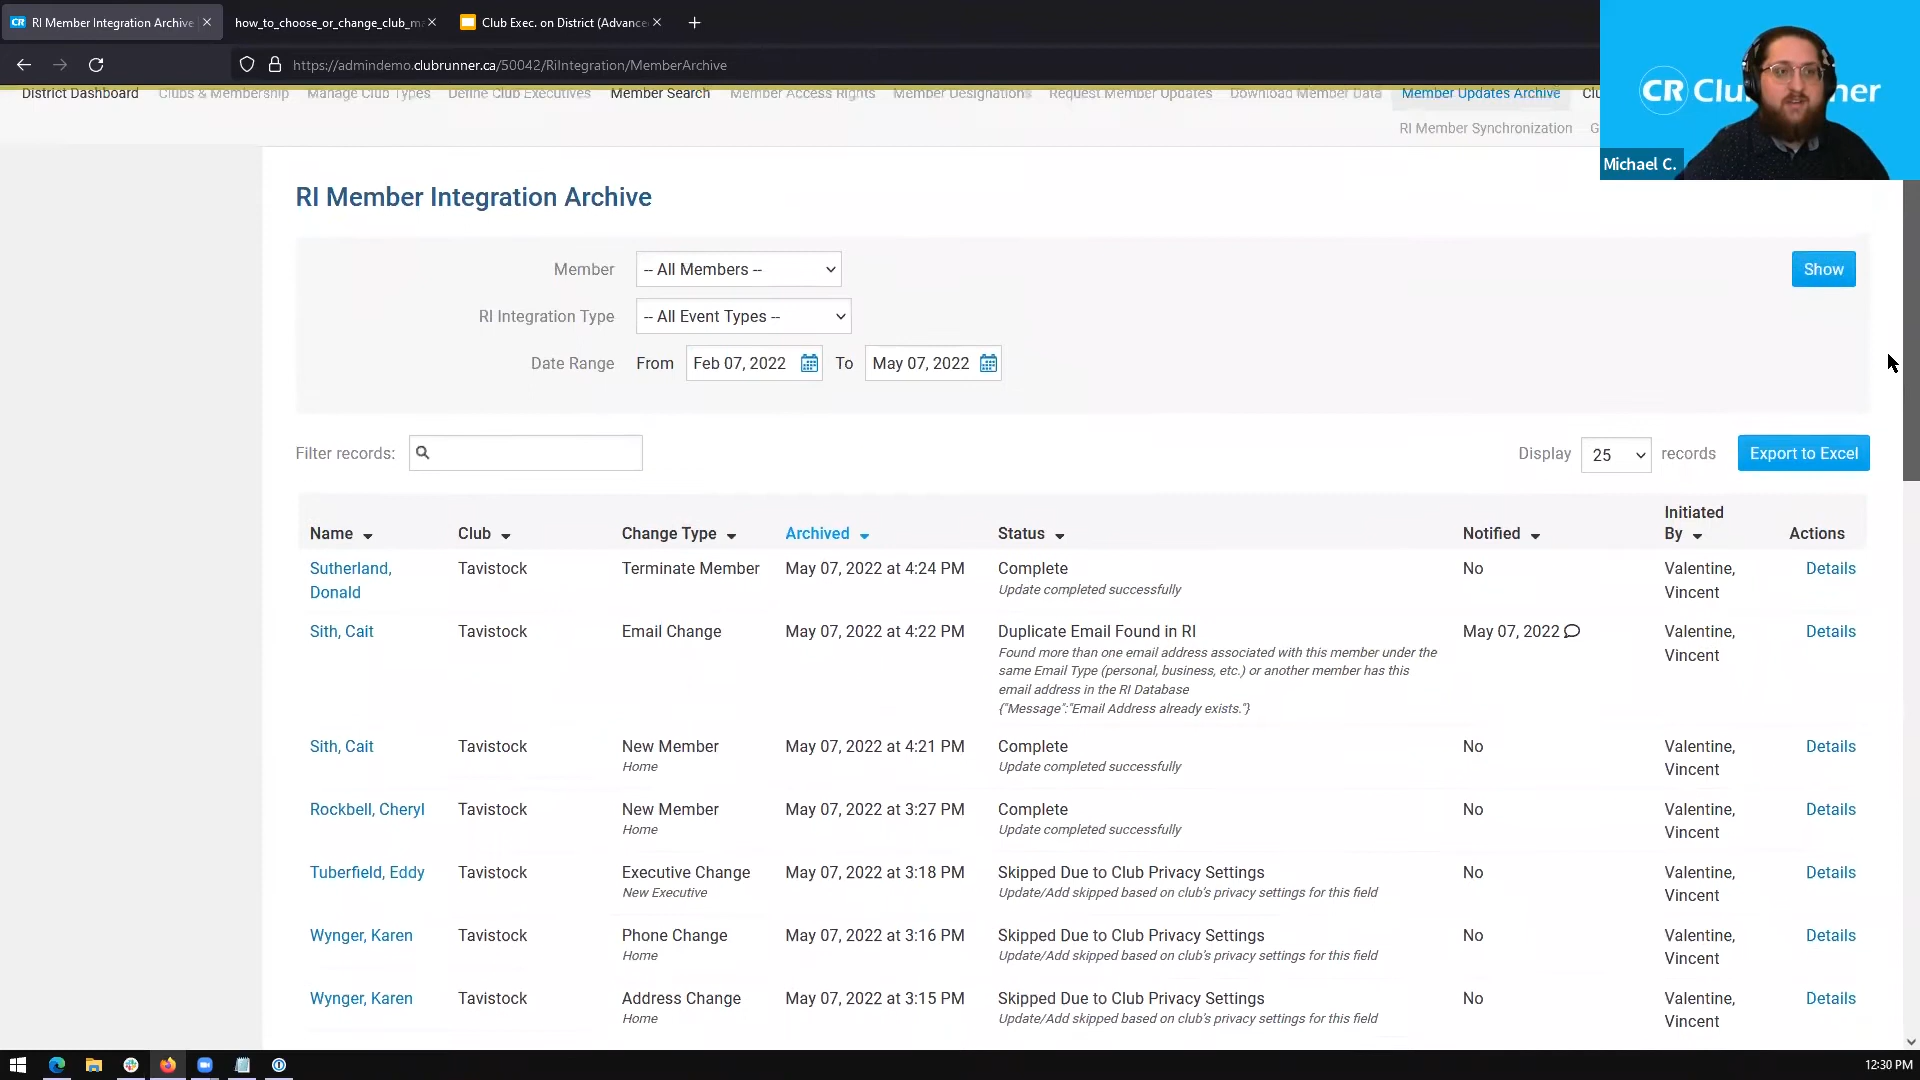 RI Member Integration Archive
how_to_choose_or_change_club_m
Club Exec. on District (Advance
https://admindemo.clubrunner.ca/50042/RiIntegration/MemberArchive
District Dashboard Clubs & Membership Manage Club Types Define Club Executives Member Search Member Access Rights Member Designations Request Member Updates Download Member Data Member Updates Archive
RI Member Synchronization
Michael C.
RI Member Integration Archive
Member -- All Members -- Show
RI Integration Type -- All Event Types --
Date Range From Feb 07, 2022 To May 07, 2022
Filter records: Display 25 records Export to Excel
Name Club Change Type Archived Status Notified Initiated By Actions
Sutherland, Donald Tavistock Terminate Member May 07, 2022 at 4:24 PM Complete No Valentine, Vincent Details
Update completed successfully
Sith, Cait Tavistock Email Change May 07, 2022 at 4:22 PM Duplicate Email Found in RI May 07, 2022 Valentine, Vincent Details
Found more than one email address associated with this member under the
same Email Type (personal, business, etc.) or another member has this
email address in the RI Database
{"Message":"Email Address already exists."}
Sith, Cait Tavistock New Member May 07, 2022 at 4:21 PM Complete No Valentine, Vincent Details
Home Update completed successfully
Rockbell, Cheryl Tavistock New Member May 07, 2022 at 3:27 PM Complete No Valentine, Vincent Details
Home Update completed successfully
Tuberfield, Eddy Tavistock Executive Change May 07, 2022 at 3:18 PM Skipped Due to Club Privacy Settings No Valentine, Vincent Details
New Executive Update/Add skipped based on club's privacy settings for this field
Wynger, Karen Tavistock Phone Change May 07, 2022 at 3:16 PM Skipped Due to Club Privacy Settings No Valentine, Vincent Details
Home Update/Add skipped based on club's privacy settings for this field
Wynger, Karen Tavistock Address Change May 07, 2022 at 3:15 PM Skipped Due to Club Privacy Settings No Valentine, Vincent Details
Home Update/Add skipped based on club's privacy settings for this field
12:30 PM